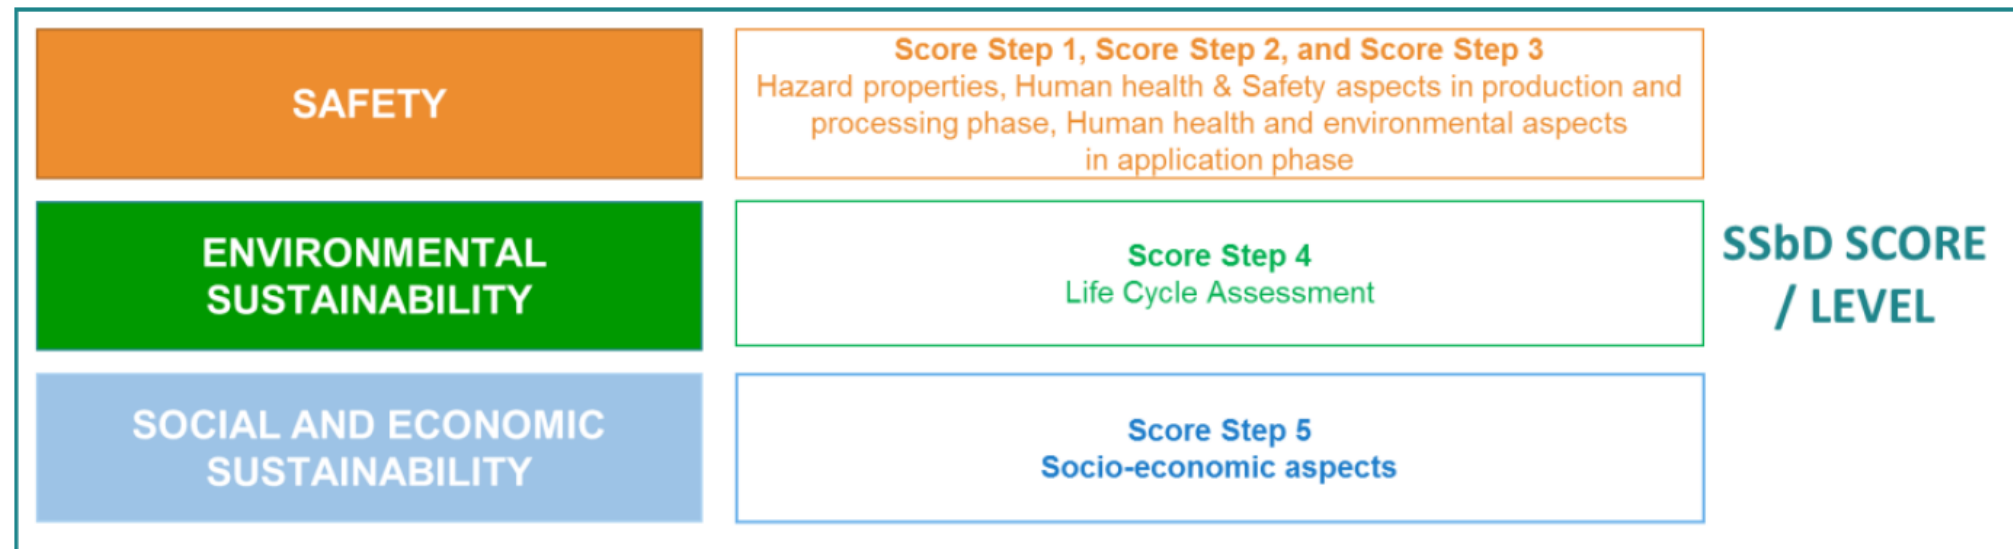 SAFETY
Score Step 1, Score Step 2, and Score Step 3
Hazard properties, Human health & Safety aspects in production and
processing phase, Human health and environmental aspects
in application phase
ENVIRONMENTAL
SUSTAINABILITY
Score Step 4
Life Cycle Assessment
SSbD SCORE
/ LEVEL
SOCIAL AND ECONOMIC
SUSTAINABILITY
Score Step 5
Socio-economic aspects